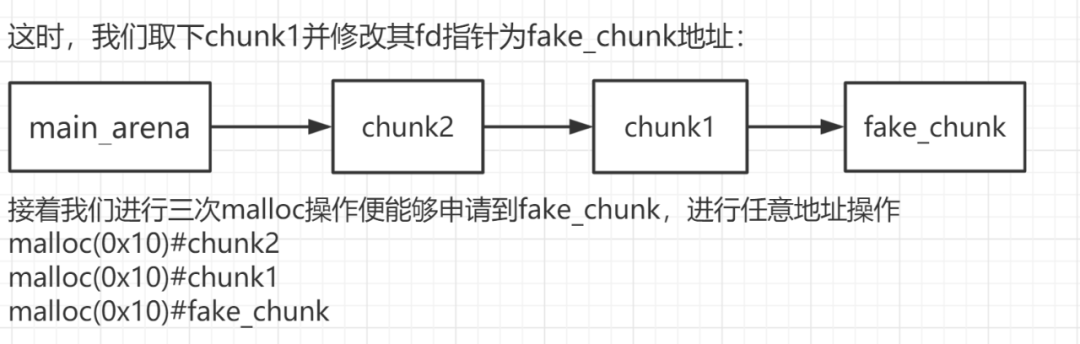 这时，我们取下chunk1并修改其fd指针为fake_chunk地址：
main_arena
chunk2
chunk1
fake_chunk
接着我们进行三次malloc操作便能够申请到fake_chunk，进行任意地址操作
malloc(0x10)#chunk2
malloc(0x10)#chunk1
malloc(0x10)#fake_chunk